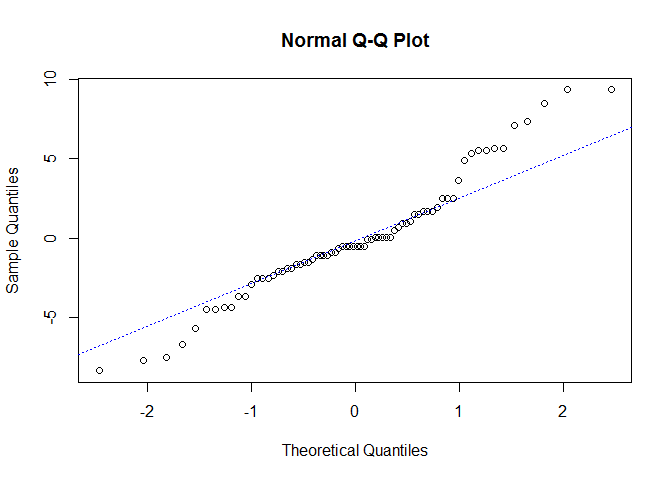 Normal Q-Q Plot
10
5
0
-5
Sample Quantiles
-2 -1 0 1 2
Theoretical Quantiles